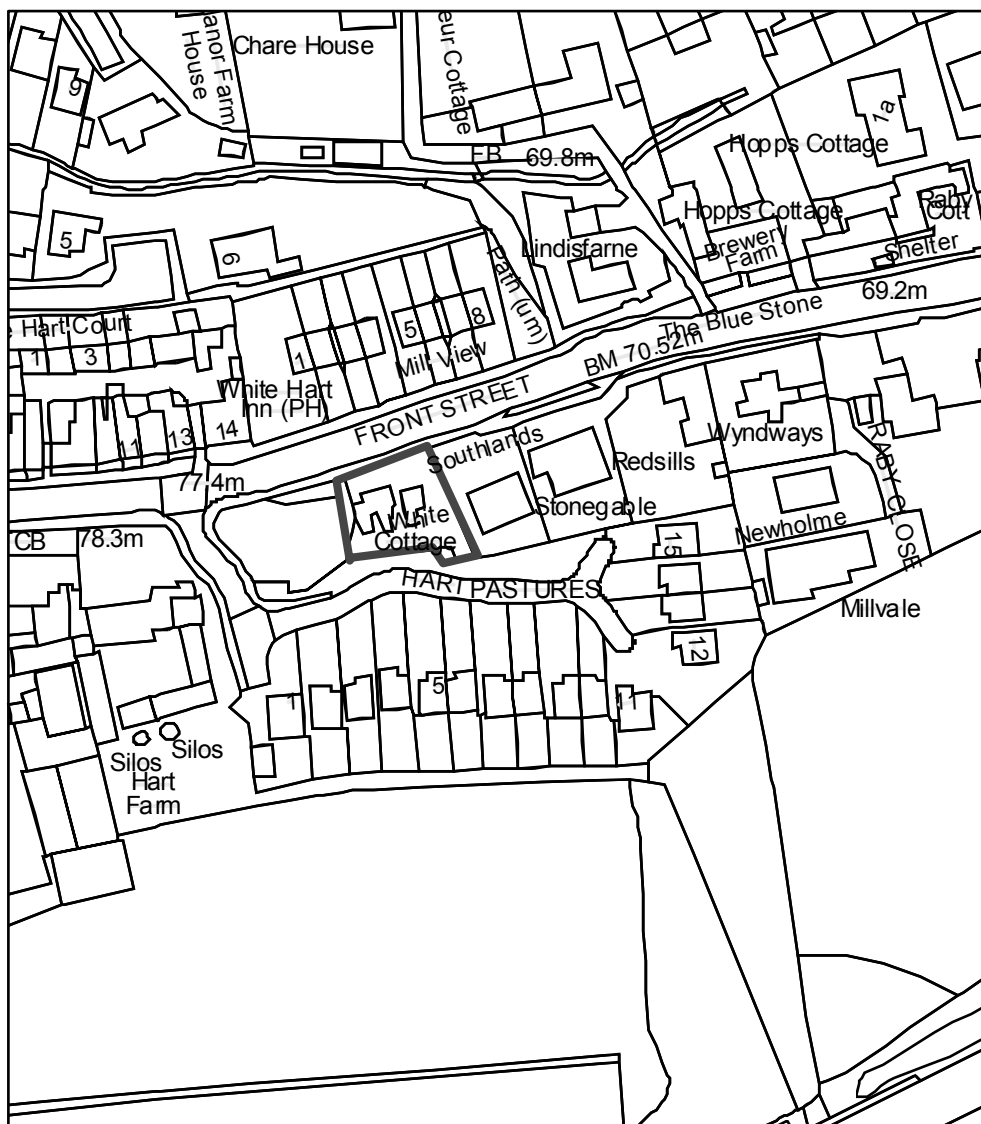 Chare House
anor Farm
House
eur Cottage
9
1a
FB
69.8m
Hopps Cottage
Hopps Cottage
Raby
Cott
Brewery
Farm
Shelter
5
6
Lindisfarne
Path (um)
69.2m
The Blue Stone
BM 70.52m
e Hart Court
1
3
1
5
8
Mill View
White Hart
Inn (PH)
FRONT STREET
11
13
14
77.4m
Southlands
Redsills
Wyndways
RABY CLOSE
Stonegable
White
Cottage
Newholme
CB
78.3m
15
HART PASTURES
Millvale
12
1
5
11
Silos
Silos
Hart
Farm